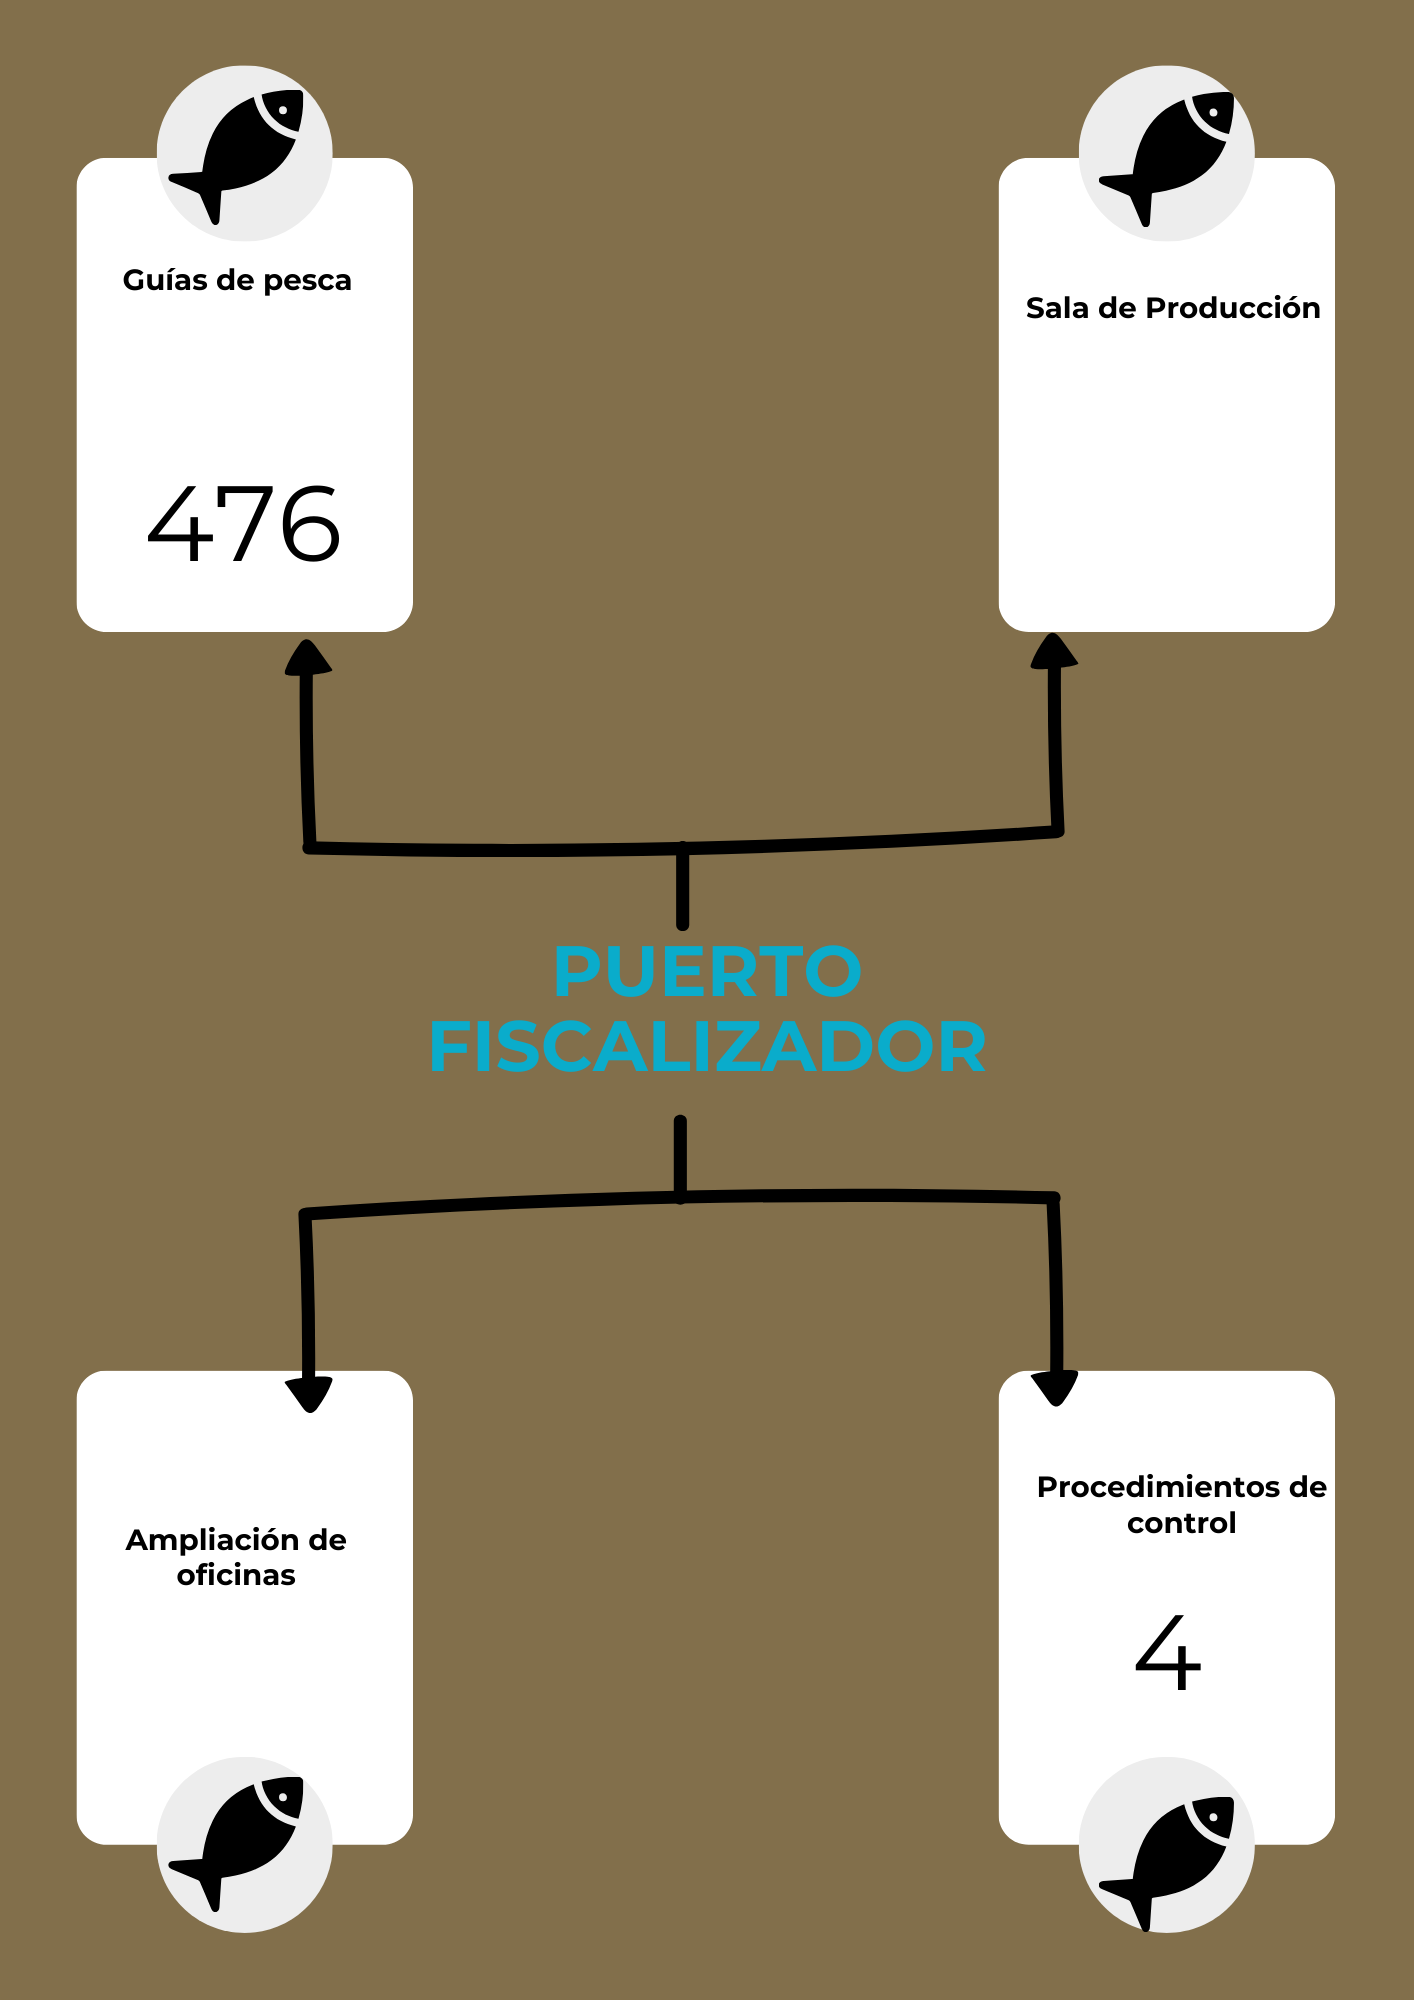 Guías de pesca
476
Sala de Producción
PUERTO
FISCALIZADOR
Ampliación de
oficinas
Procedimientos de
control
4